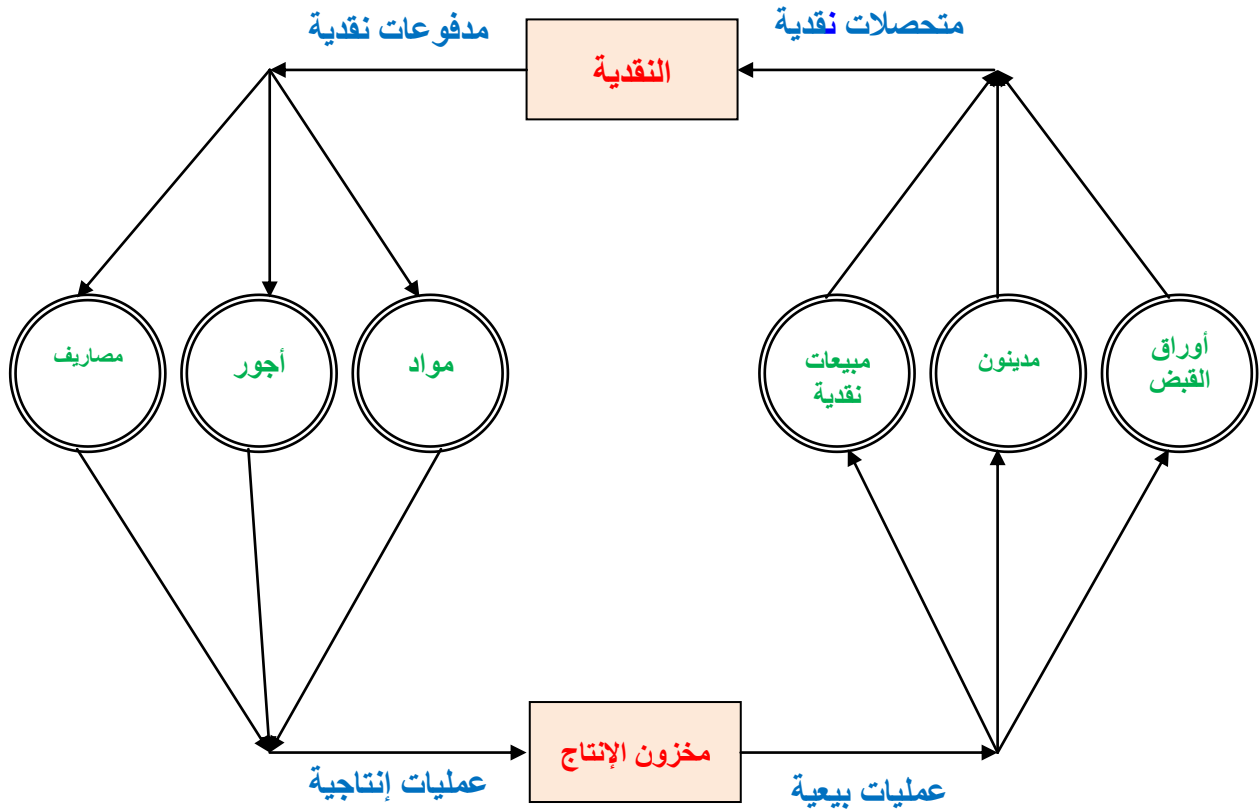 متحصلات نقدية
مدفوعات نقدية
النقدية
أوراق
القبض
مدينون
مبيعات
نقدية
مواد
أجور
مصاريف
مخزون الإنتاج
عمليات بيعية
عمليات إنتاجية